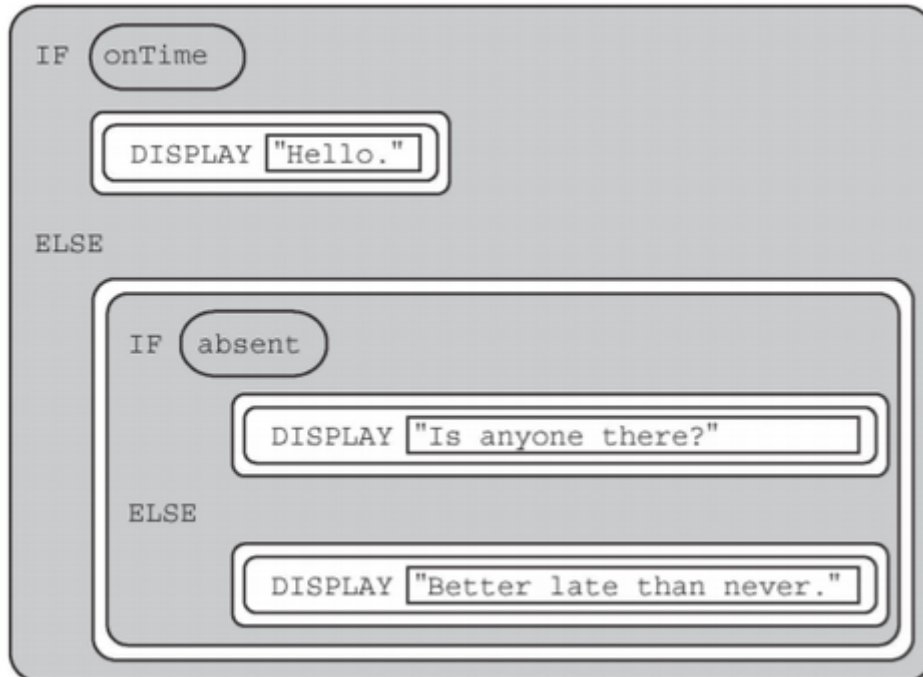 IF onTime
DISPLAY "Hello."
ELSE
IF absent
DISPLAY "Is anyone there?"
ELSE
DISPLAY "Better late than never."